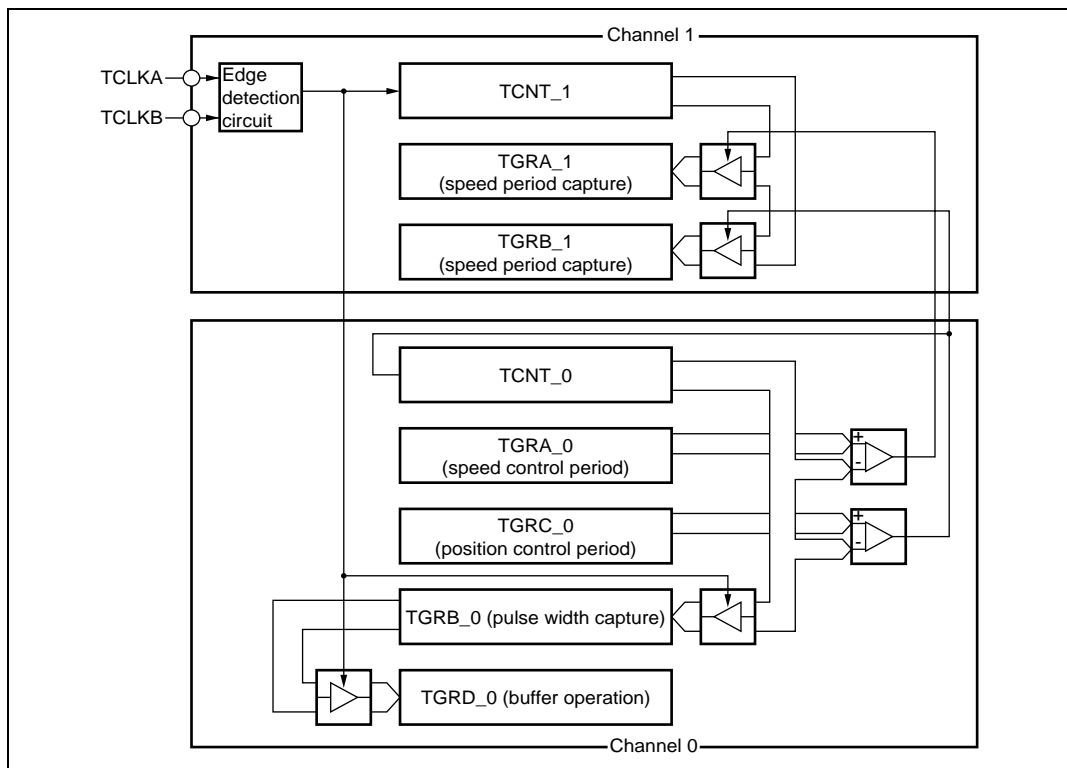 Channel 1
TCLKA
TCLKB
Edge
detection
circuit
TCNT_1
TGRA_1
(speed period capture)
TGRB_1
(speed period capture)
TCNT_0
TGRA_0
(speed control period)
+
-
TGRC_0
(position control period)
+
-
TGRB_0 (pulse width capture)
TGRD_0 (buffer operation)
Channel 0